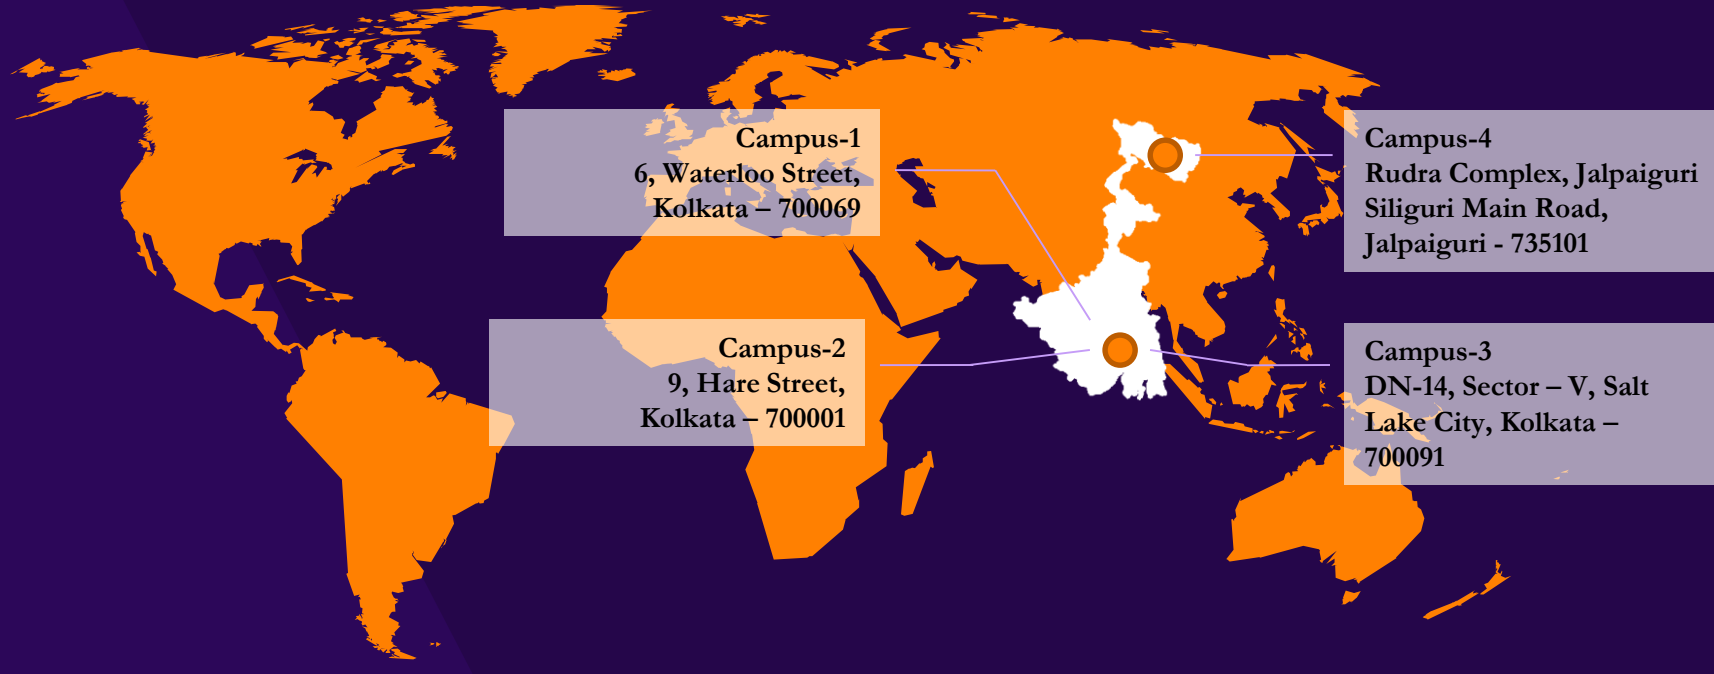 Campus-1
6, Waterloo Street,
Kolkata – 700069
Campus-2
9, Hare Street,
Kolkata – 700001
Campus-4
Rudra Complex, Jalpaiguri
Siliguri Main Road,
Jalpaiguri - 735101
Campus-3
DN-14, Sector – V, Salt
Lake City, Kolkata –
700091